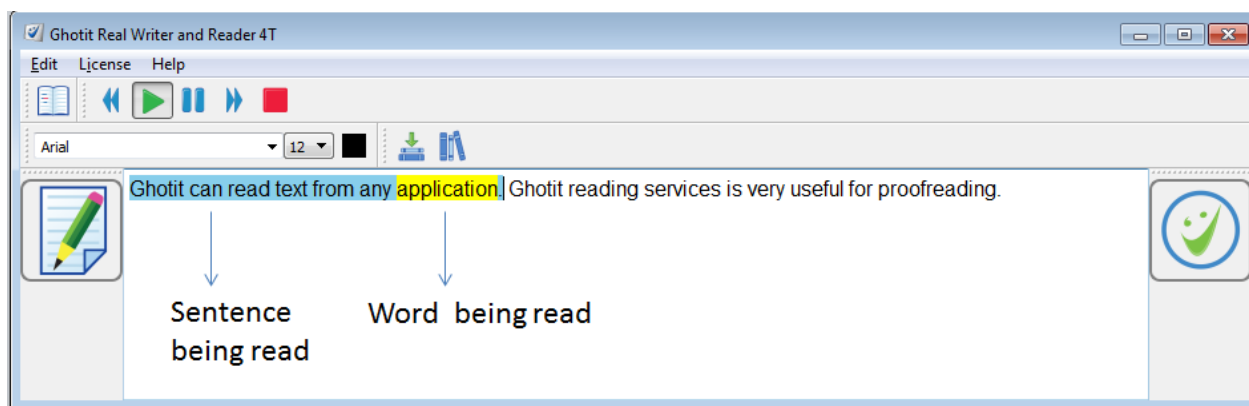 Ghotit Real Writer and Reader 4T
Edit License Help
Arial 12
Ghotit can read text from any application. Ghotit reading services is very useful for proofreading.
Sentence Word being read
being read